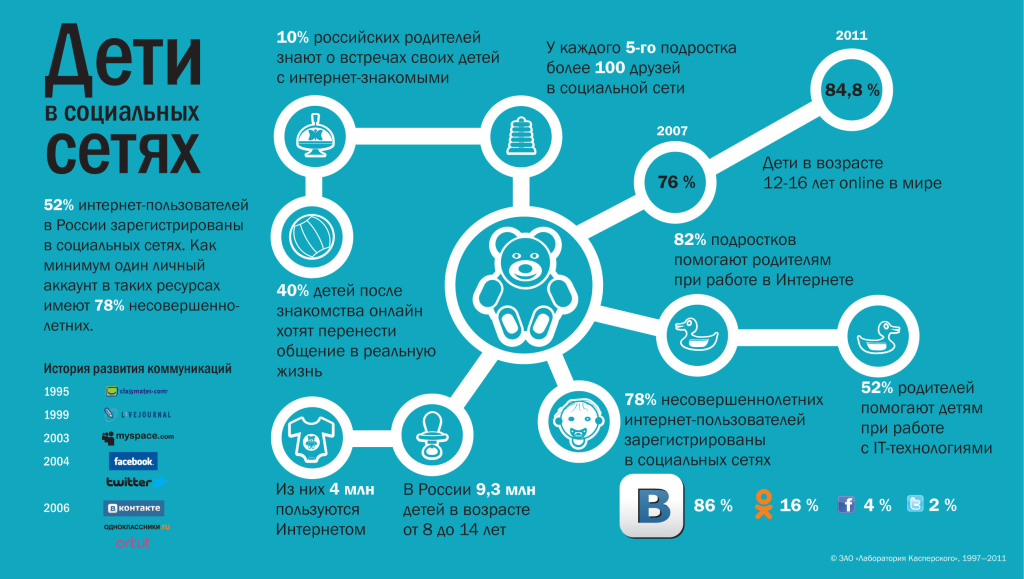 Дети
в социальных
сетях
52% интернет-пользователей
в России зарегистрированы
в социальных сетях. Как
минимум один личный
аккаунт в таких ресурсах
имеют 78% несовершенно-
летних.
История развития коммуникаций
1995 classmates.com
1999 LIVEJOURNAL
2003 myspace.com
2004 facebook
twitter
2006 В контакте
ОДНОКЛАССНИКИ.RU
orkut
10% российских родителей
знают о встречах своих детей
с интернет-знакомыми
У каждого 5-го подростка
более 100 друзей
в социальной сети
2011
84,8 %
2007
76 %
Дети в возрасте
12-16 лет online в мире
40% детей после
знакомства онлайн
хотят перенести
общение в реальную
жизнь
82% подростков
помогают родителям
при работе в Интернете
52% родителей
помогают детям
при работе
с IT-технологиями
78% несовершеннолетних
интернет-пользователей
зарегистрированы
в социальных сетях
Из них 4 млн
пользуются
Интернетом
В России 9,3 млн
детей в возрасте
от 8 до 14 лет
В 86 % 16 % f 4 % t 2 %
© ЗАО «Лаборатория Касперского», 1997—2011